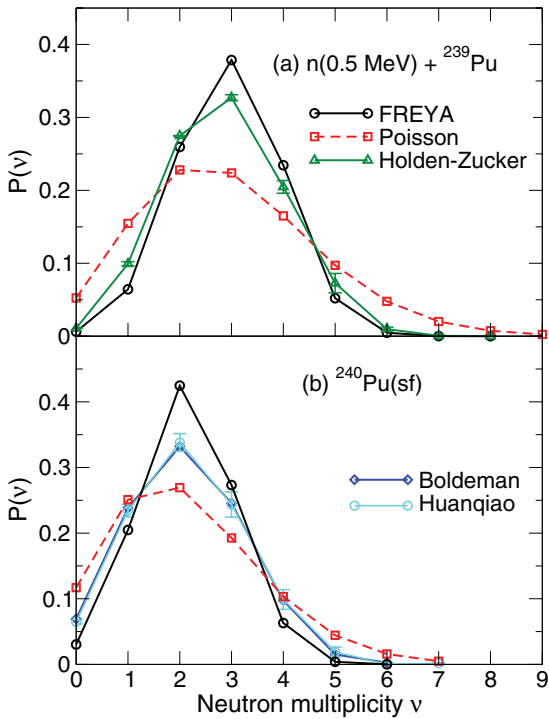 0.4
(a) n(0.5 MeV) + ²³⁹Pu
FREYA
Poisson
Holden-Zucker
0.3
P(ν)
0.2
0.1
0
0.4
(b) ²⁴⁰Pu(sf)
Boldeman
Huanqiao
0.3
P(ν)
0.2
0.1
0
0 1 2 3 4 5 6 7 8 9
Neutron multiplicity ν